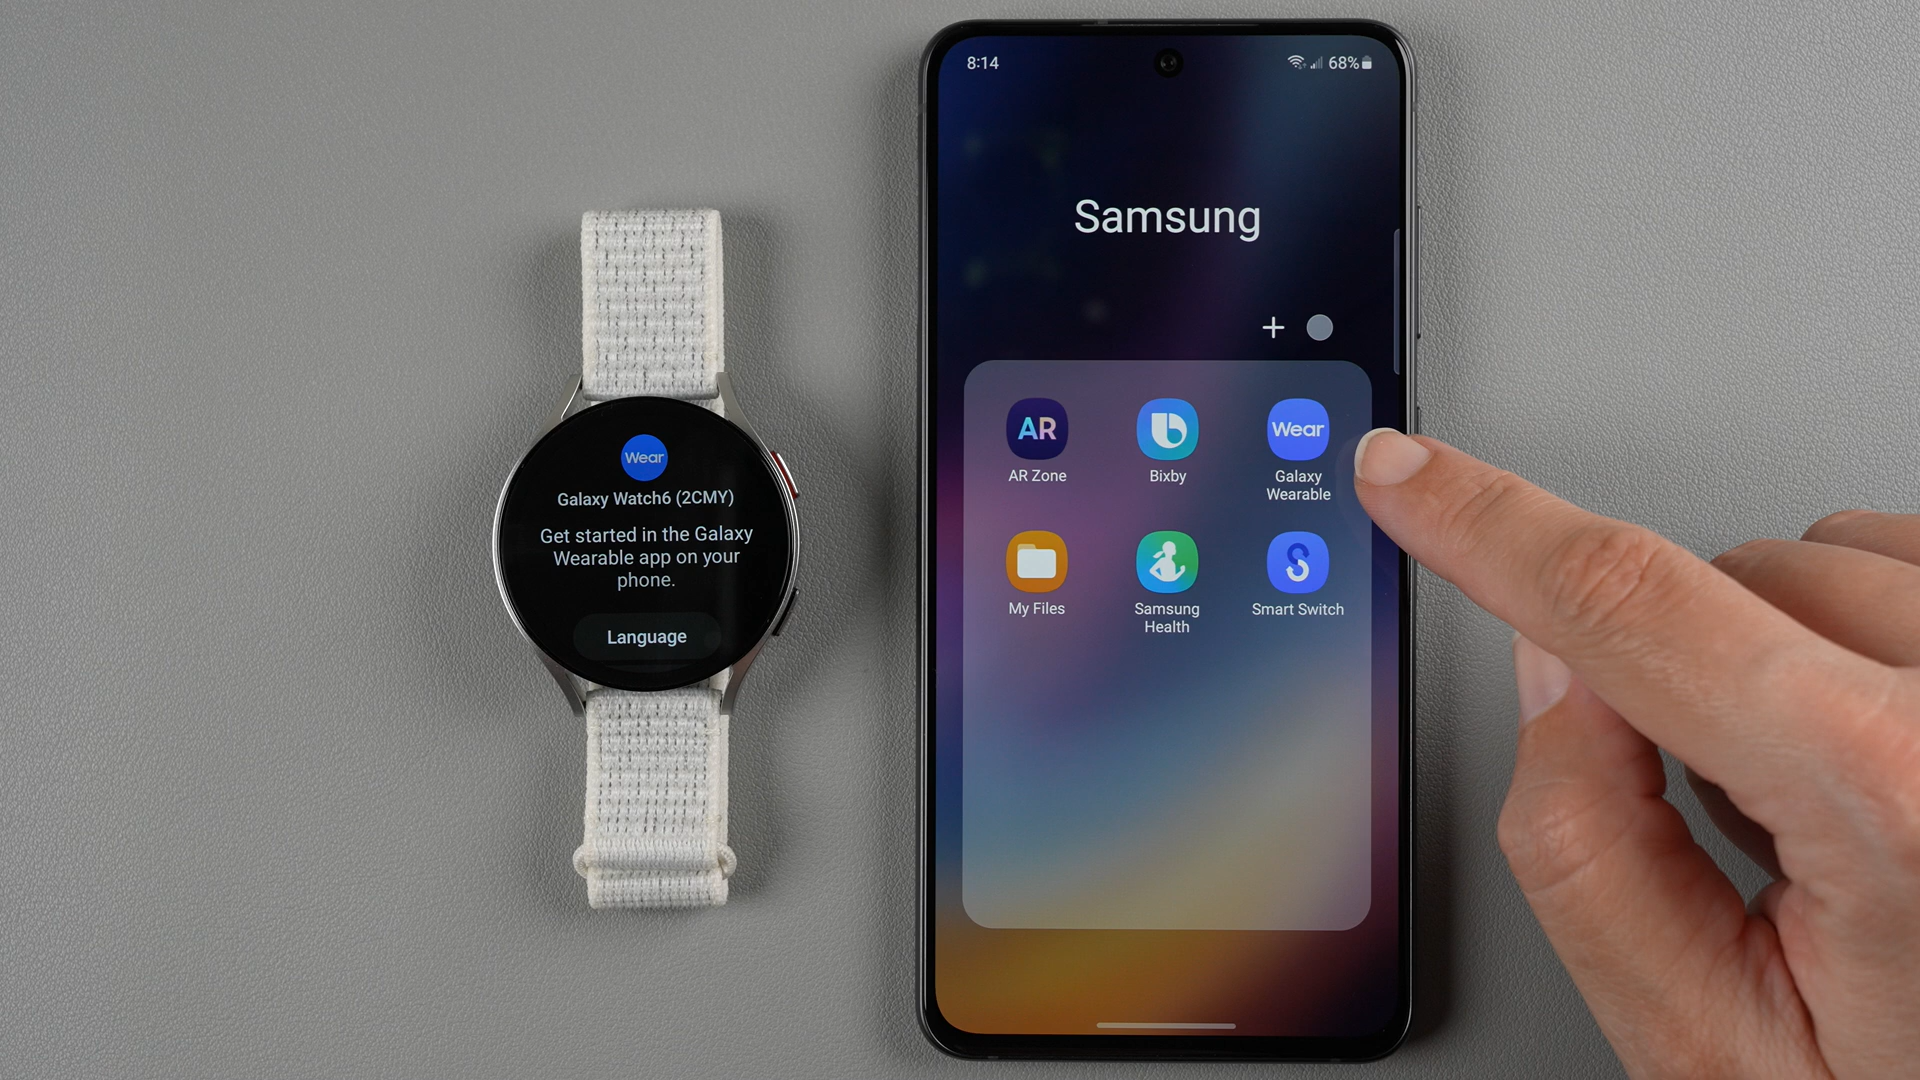 Wear
Galaxy Watch6 (2CMY)
Get started in the Galaxy
Wearable app on your
phone.
Language
8:14
68%
Samsung
AR
Wear
AR Zone
Bixby
Galaxy
Wearable
My Files
Samsung
Health
Smart Switch